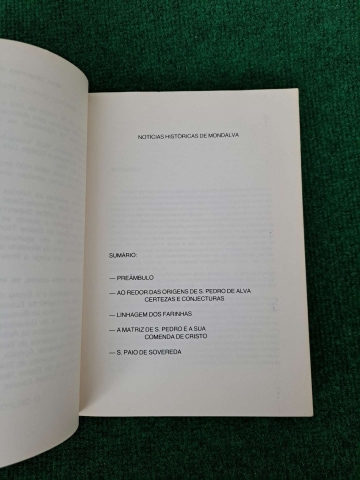 NOTÍCIAS HISTÓRICAS DE MONDALVA
SUMÁRIO:
— PREÂMBULO
— AO REDOR DAS ORIGENS DE S. PEDRO DE ALVA
CERTEZAS E CONJECTURAS
— LINHAGEM DOS FARINHAS
— A MATRIZ DE S. PEDRO E A SUA
COMENDA DE CRISTO
— S. PAIO DE SOVEREDA